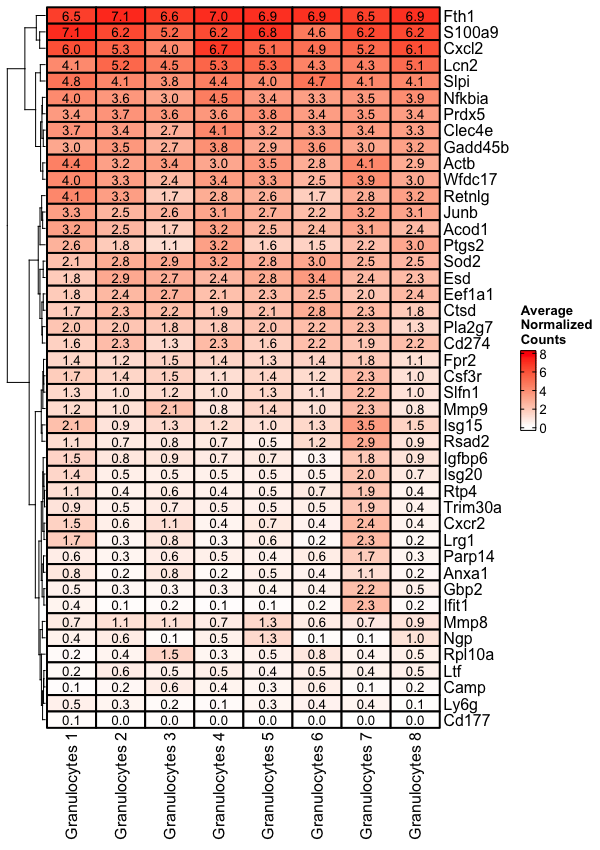 6.5 7.1 6.6 7.0 6.9 6.9 6.5 6.9 Fth1
7.1 6.2 5.2 6.2 6.8 4.6 6.2 6.2 S100a9
6.0 5.3 4.0 6.7 5.1 4.9 5.2 6.1 Cxcl2
4.1 5.2 4.5 5.3 5.3 4.3 4.3 5.1 Lcn2
4.8 4.1 3.8 4.4 4.0 4.7 4.1 4.1 Slpi
4.0 3.6 3.0 4.5 3.4 3.3 3.5 3.9 Nfkbia
3.4 3.7 3.6 3.6 3.8 3.4 3.5 3.4 Prdx5
3.7 3.4 2.7 4.1 3.2 3.3 3.4 3.3 Clec4e
3.0 3.5 2.7 3.8 2.9 3.6 3.0 3.2 Gadd45b
4.4 3.2 3.4 3.0 3.5 2.8 4.1 2.9 Actb
4.0 3.3 2.4 3.4 3.3 2.5 3.9 3.0 Wfdc17
4.1 3.3 1.7 2.8 2.6 1.7 2.8 3.2 Retnlg
3.3 2.5 2.6 3.1 2.7 2.2 3.2 3.1 Junb
3.2 2.5 1.7 3.2 2.5 2.4 3.1 2.4 Acod1
2.6 1.8 1.1 3.2 1.6 1.5 2.2 3.0 Ptgs2
2.1 2.8 2.9 3.2 2.8 3.0 2.5 2.5 Sod2
1.8 2.9 2.7 2.4 2.8 3.4 2.4 2.3 Esd
1.8 2.4 2.7 2.1 2.3 2.5 2.0 2.4 Eef1a1
1.7 2.3 2.2 1.9 2.1 2.8 2.3 1.8 Ctsd
2.0 2.0 1.8 1.8 2.0 2.2 2.3 1.3 Pla2g7
1.6 2.3 1.3 2.3 1.6 2.2 1.9 2.2 Cd274
1.4 1.2 1.5 1.4 1.3 1.4 1.8 1.1 Fpr2
1.7 1.4 1.5 1.1 1.4 1.2 2.3 1.0 Csf3r
1.3 1.0 1.2 1.0 1.3 1.1 2.2 1.0 Slfn1
1.2 1.0 2.1 0.8 1.4 1.0 2.3 0.8 Mmp9
2.1 0.9 1.3 1.2 1.0 1.3 3.5 1.5 Isg15
1.1 0.7 0.8 0.7 0.5 1.2 2.9 0.9 Rsad2
1.5 0.8 0.9 0.7 0.7 0.3 1.8 0.9 Igfbp6
1.4 0.5 0.5 0.5 0.5 0.5 2.0 0.7 Isg20
1.1 0.4 0.6 0.4 0.5 0.7 1.9 0.4 Rtp4
0.9 0.5 0.7 0.5 0.5 0.5 1.9 0.4 Trim30a
1.5 0.6 1.1 0.4 0.7 0.4 2.4 0.4 Cxcr2
1.7 0.3 0.8 0.3 0.6 0.2 2.3 0.2 Lrg1
0.6 0.3 0.6 0.5 0.4 0.6 1.7 0.3 Parp14
0.8 0.2 0.8 0.2 0.5 0.4 1.1 0.2 Anxa1
0.5 0.3 0.3 0.3 0.4 0.4 2.2 0.5 Gbp2
0.4 0.1 0.2 0.1 0.1 0.2 2.3 0.2 Ifit1
0.7 1.1 1.1 0.7 1.3 0.6 0.7 0.9 Mmp8
0.4 0.6 0.1 0.5 1.3 0.1 0.1 1.0 Ngp
0.2 0.4 1.5 0.3 0.5 0.8 0.4 0.5 Rpl10a
0.2 0.6 0.5 0.5 0.4 0.5 0.4 0.5 Ltf
0.1 0.2 0.6 0.4 0.3 0.6 0.1 0.2 Camp
0.5 0.3 0.2 0.1 0.3 0.4 0.4 0.1 Ly6g
0.1 0.0 0.0 0.0 0.0 0.0 0.0 0.0 Cd177
Granulocytes 1
Granulocytes 2
Granulocytes 3
Granulocytes 4
Granulocytes 5
Granulocytes 6
Granulocytes 7
Granulocytes 8
Average
Normalized
Counts
8
6
4
2
0